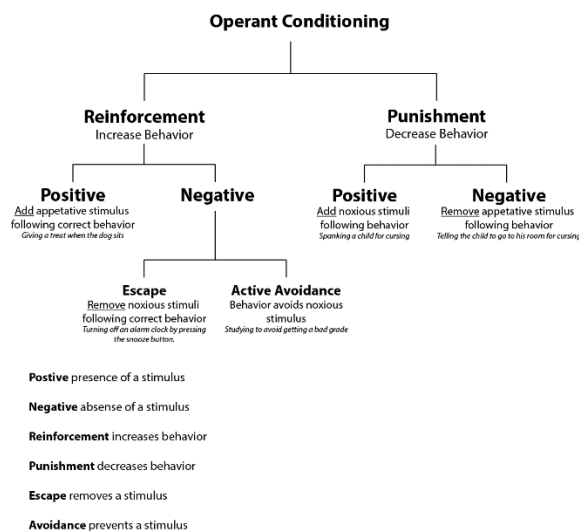 Operant Conditioning
Reinforcement
Increase Behavior
Punishment
Decrease Behavior
Positive
Add appetative stimulus
following correct behavior
Giving a treat when the dog sits
Negative
Positive
Add noxious stimuli
following behavior
Spanking a child for cursing
Negative
Remove appetative stimulus
following behavior
Telling the child to go to his room for cursing
Escape
Remove noxious stimuli
following correct behavior
Turning off an alarm clock by pressing
the snooze button.
Active Avoidance
Behavior avoids noxious
stimulus
Studying to avoid getting a bad grade
Postive presence of a stimulus
Negative absence of a stimulus
Reinforcement increases behavior
Punishment decreases behavior
Escape removes a stimulus
Avoidance prevents a stimulus